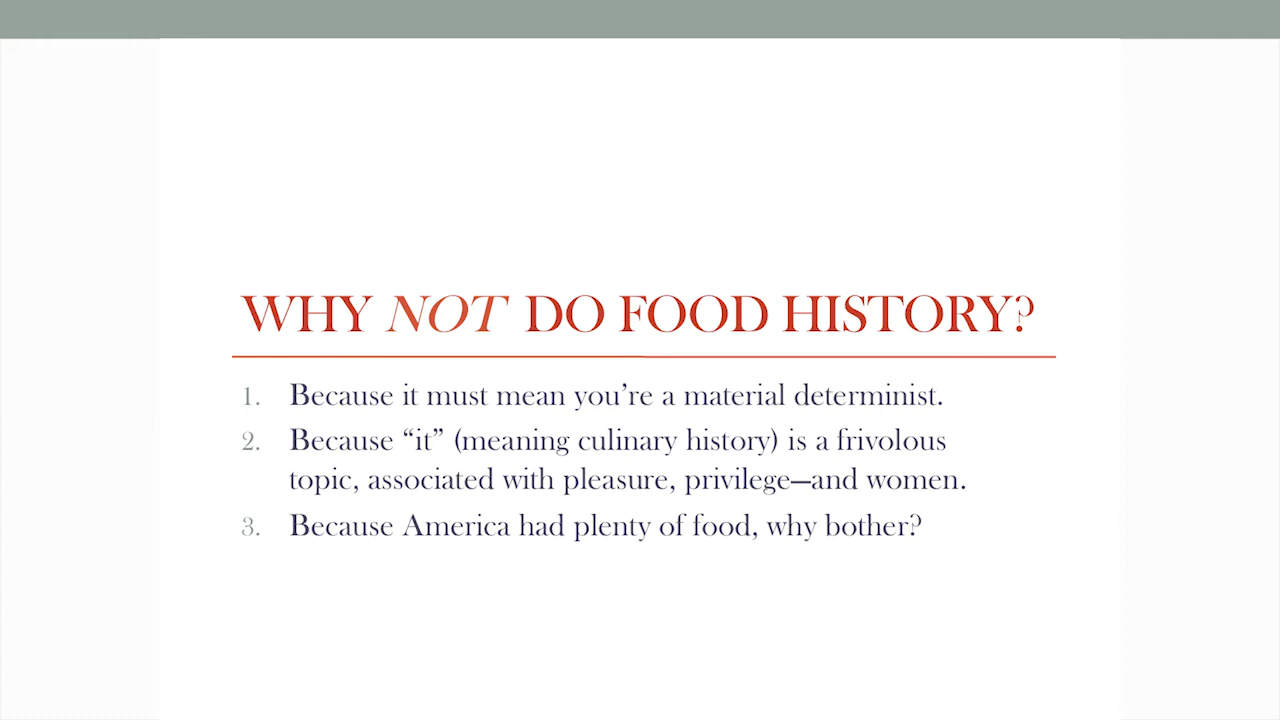 WHY NOT DO FOOD HISTORY?
1. Because it must mean you’re a material determinist.
2. Because “it” (meaning culinary history) is a frivolous
topic, associated with pleasure, privilege—and women.
3. Because America had plenty of food, why bother?